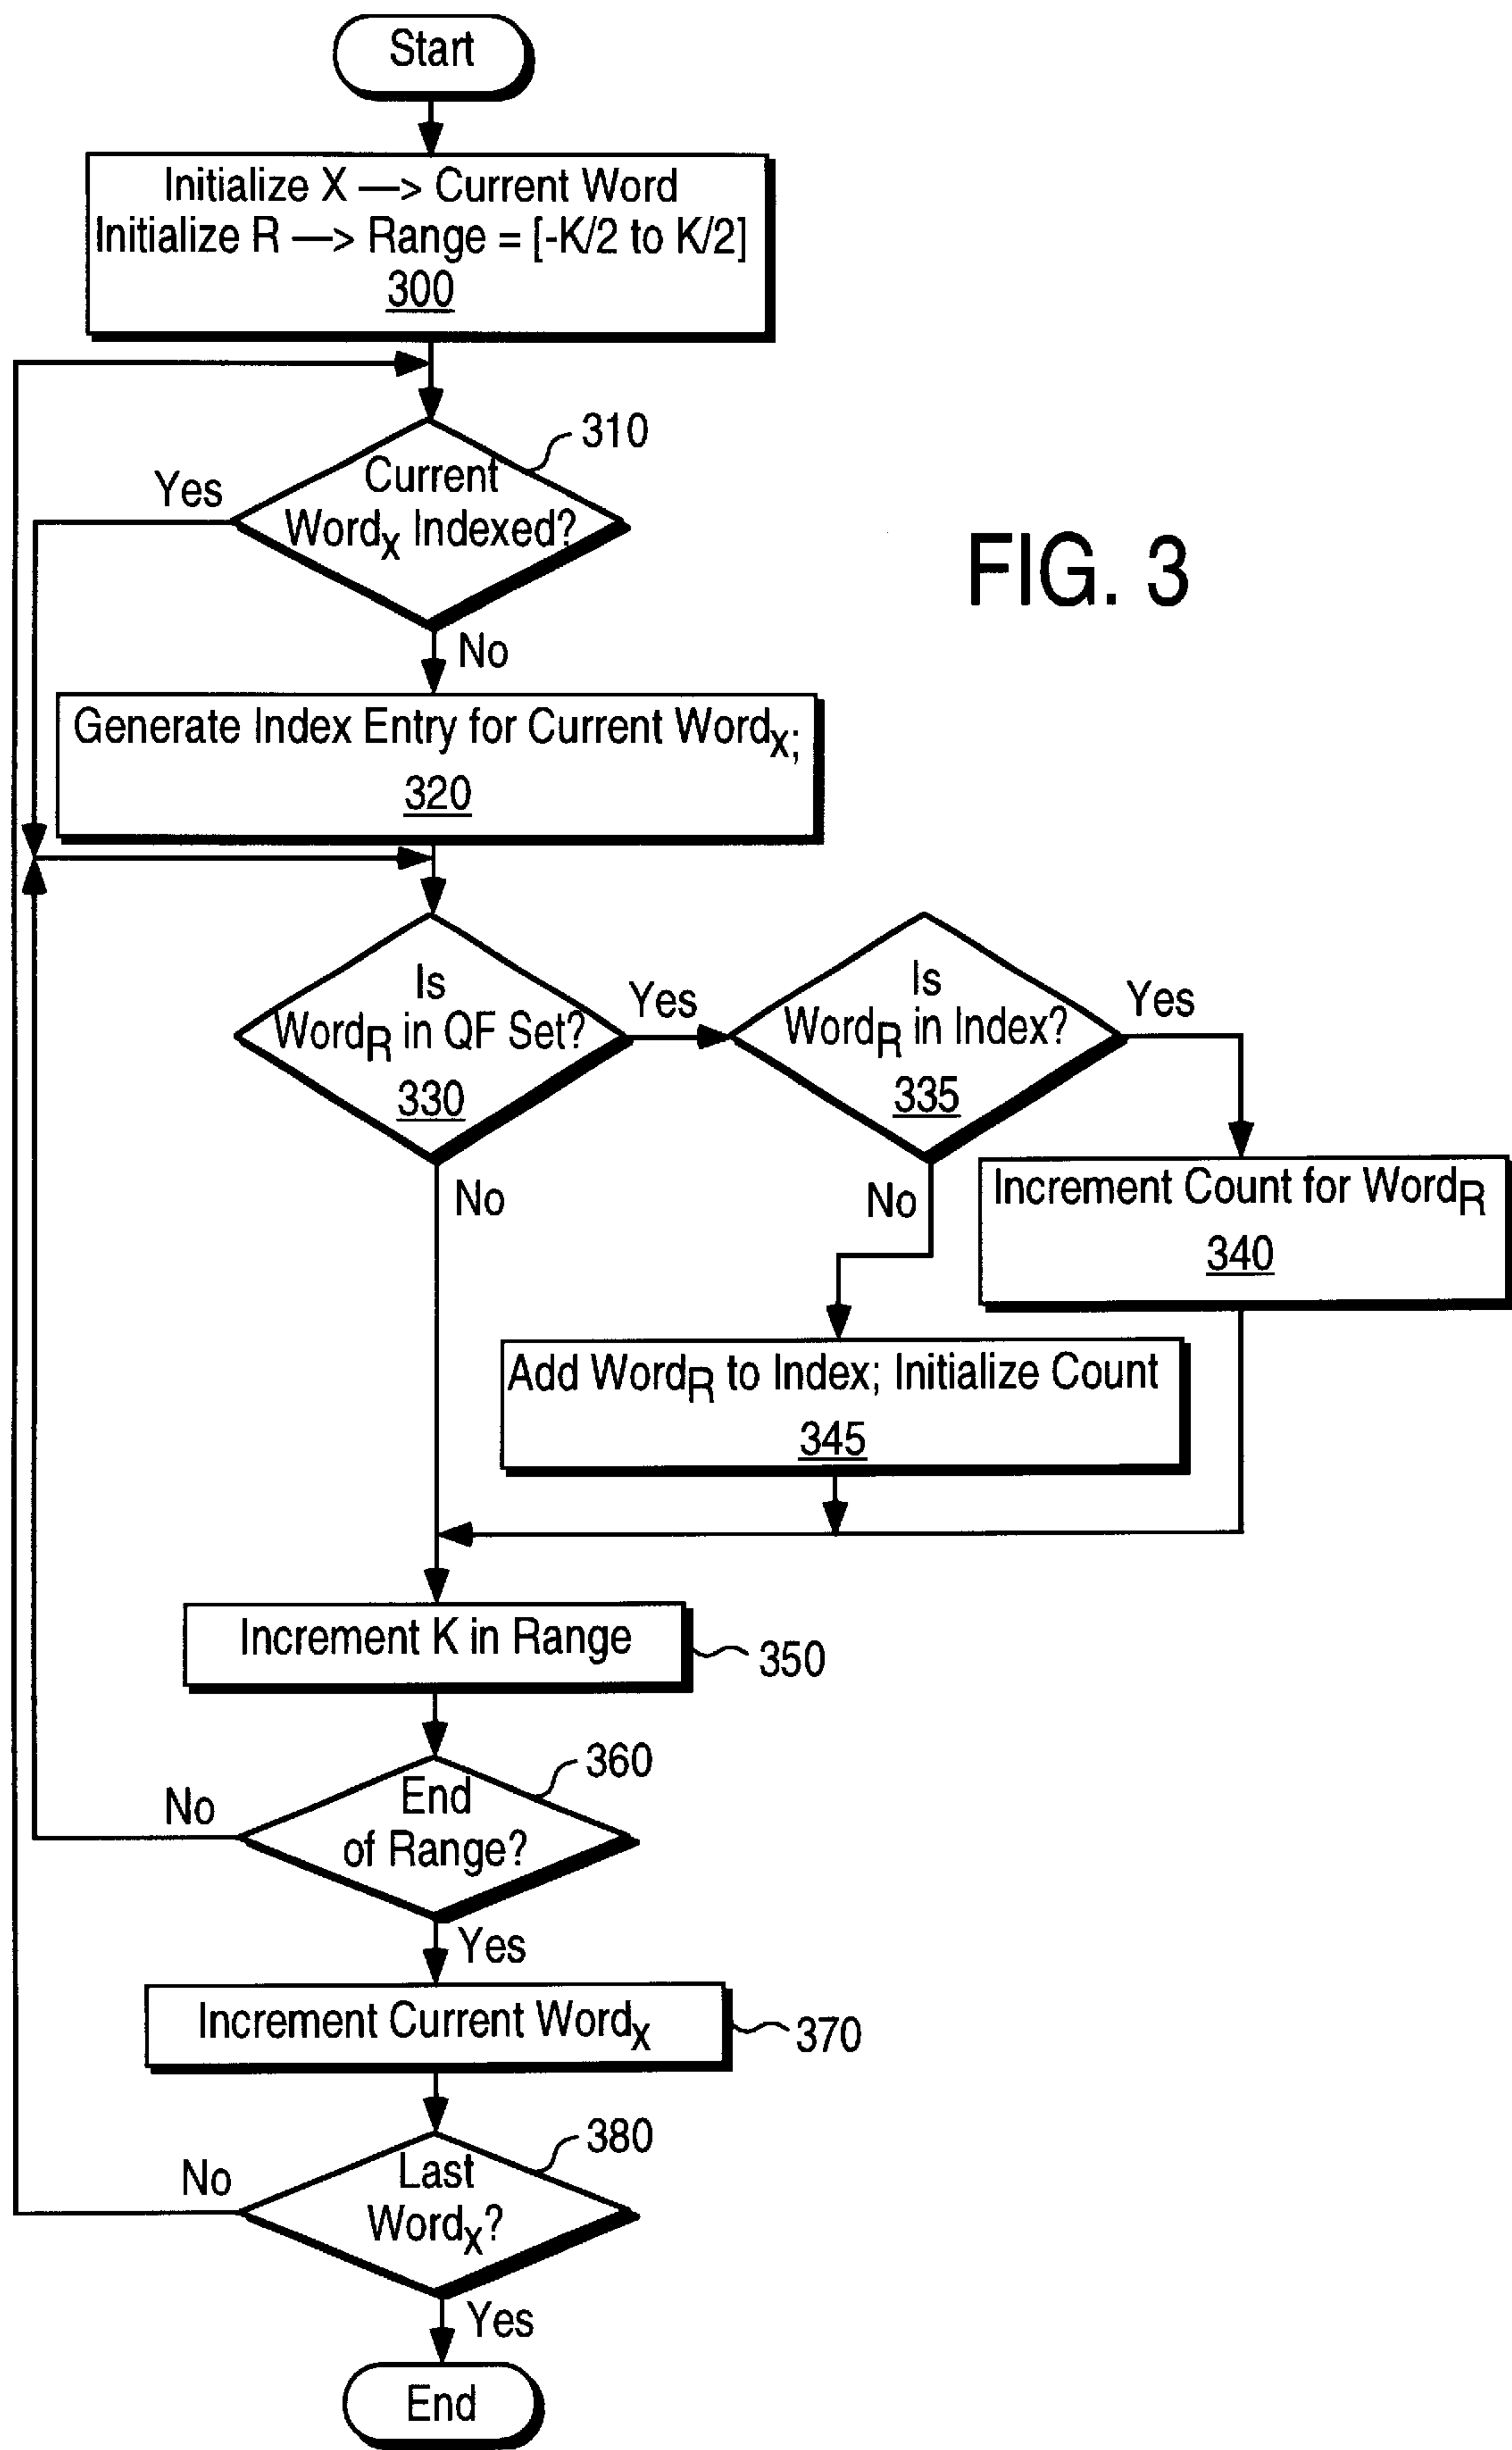 Start
Initialize X —> Current Word
Initialize R —> Range = [-K/2 to K/2]
300
310
Current
Wordx Indexed?
Yes
No
FIG. 3
Generate Index Entry for Current Wordx;
320
Is
WordR in QF Set?
330
Yes
No
Is
WordR in Index?
335
Yes
No
Increment Count for WordR
340
Add WordR to Index; Initialize Count
345
Increment K in Range
350
360
End
of Range?
No
Yes
Increment Current Wordx
370
380
Last
Wordx?
No
Yes
End